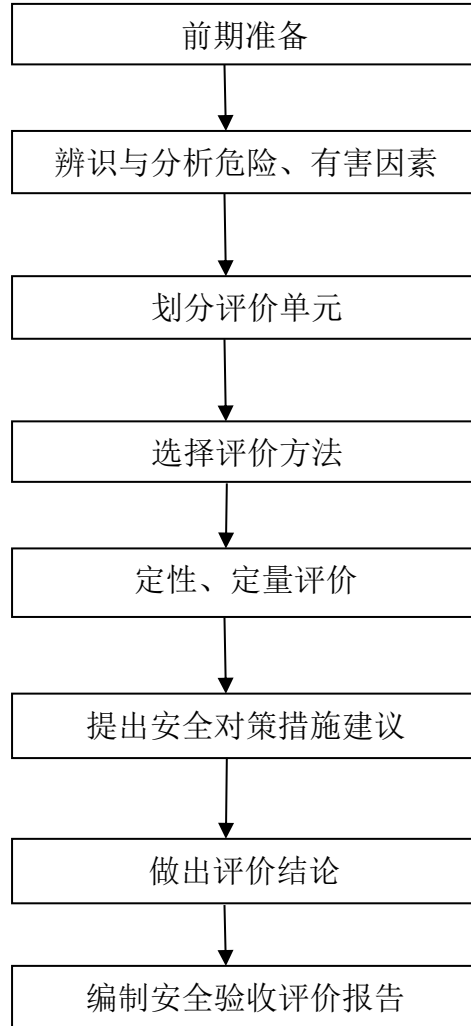 前期准备
辨识与分析危险、有害因素
划分评价单元
选择评价方法
定性、定量评价
提出安全对策措施建议
做出评价结论
编制安全验收评价报告